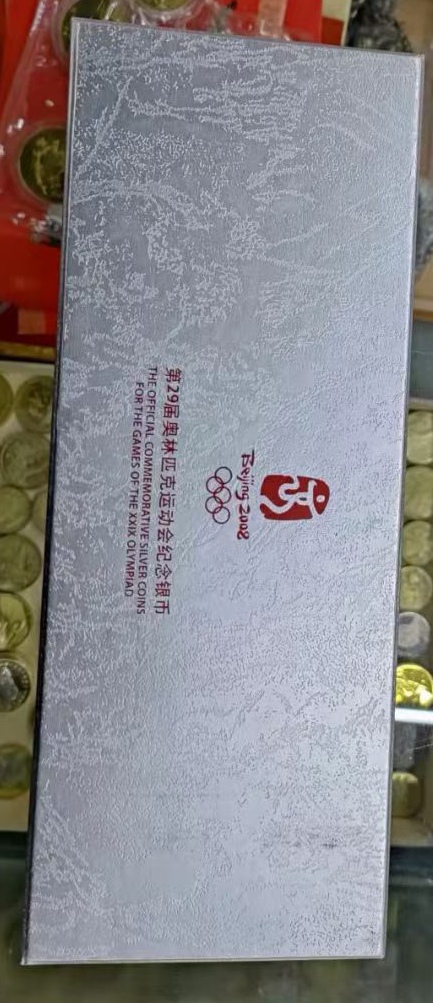 Beijing 2008
第29届奥林匹克运动会纪念银币
THE OFFICIAL COMMEMORATIVE SILVER COINS
FOR THE GAMES OF THE XXIX OLYMPIAD